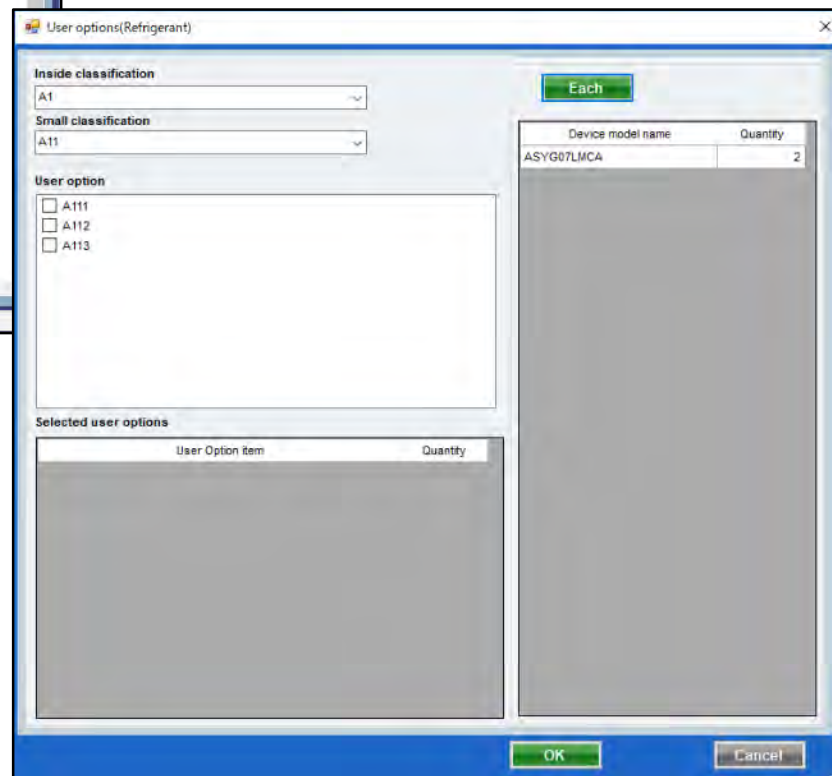 User options(Refrigerant)
Inside classification
A1
Small classification
A11
User option
A111
A112
A113
Selected user options
User Option item Quantity
Each
Device model name Quantity
ASYG07LMCA 2
OK Cancel